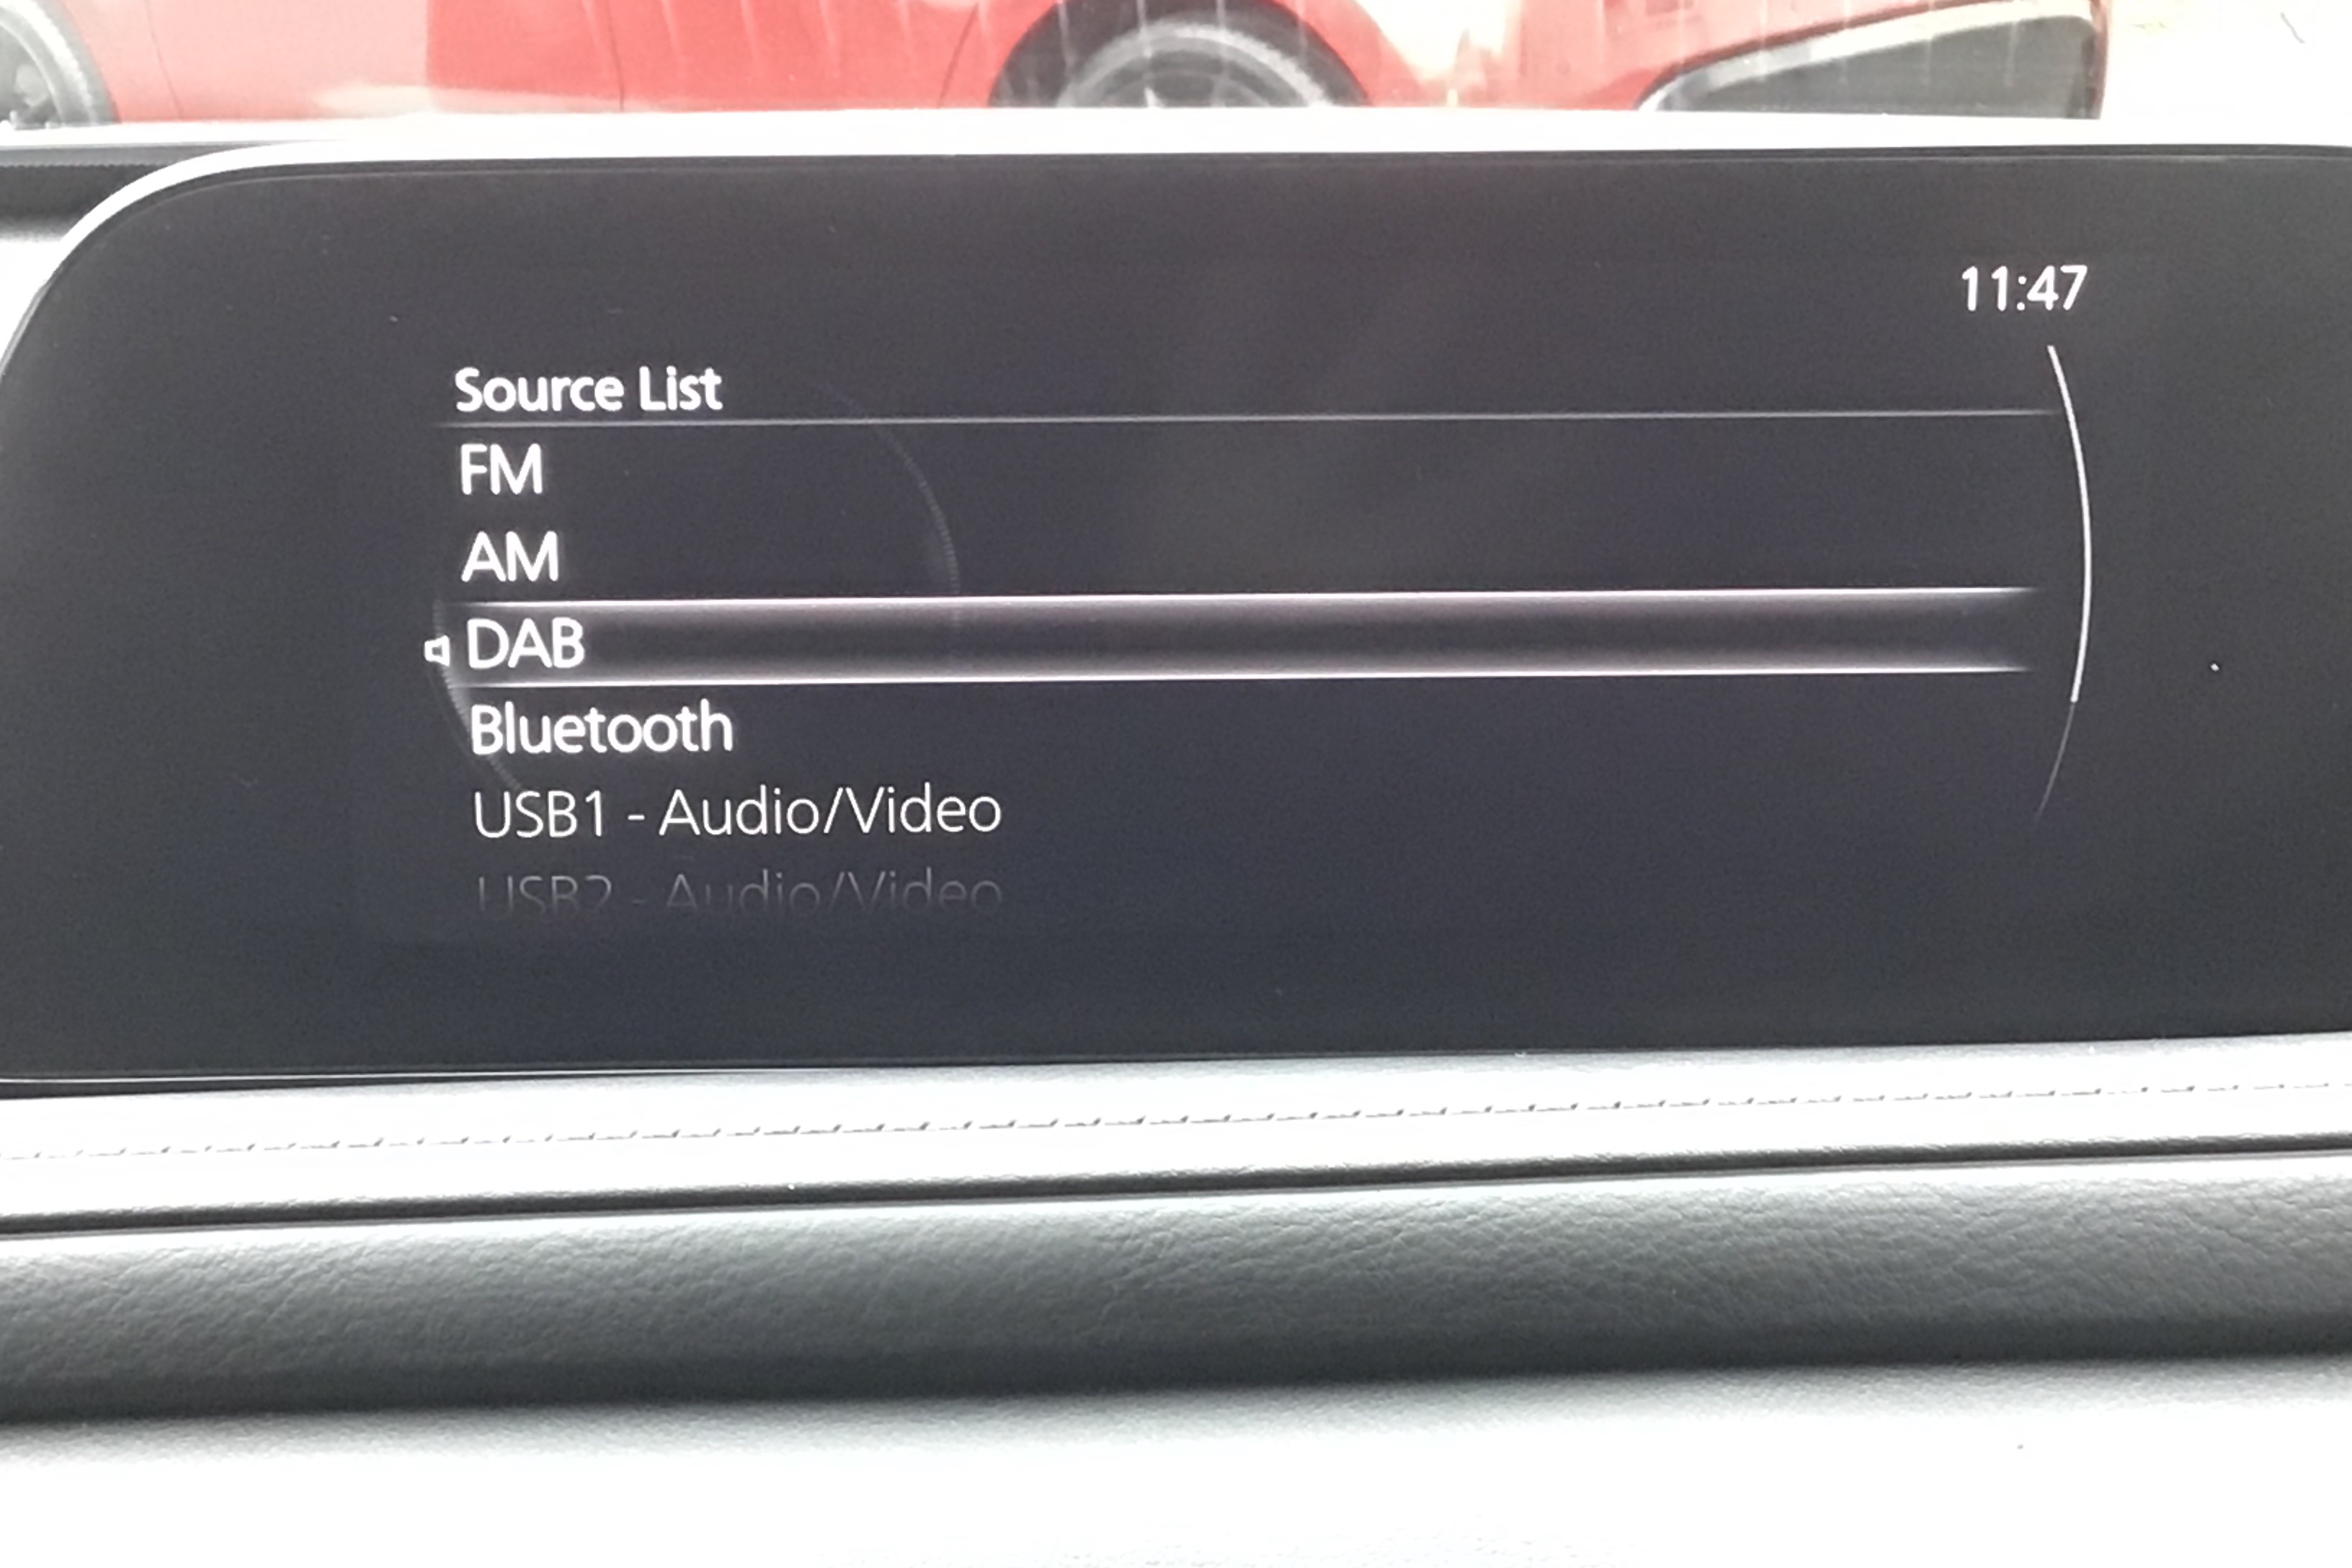 11:47
Source List
FM
AM
DAB
Bluetooth
USB1 - Audio/Video
USB2 - Audio/Video